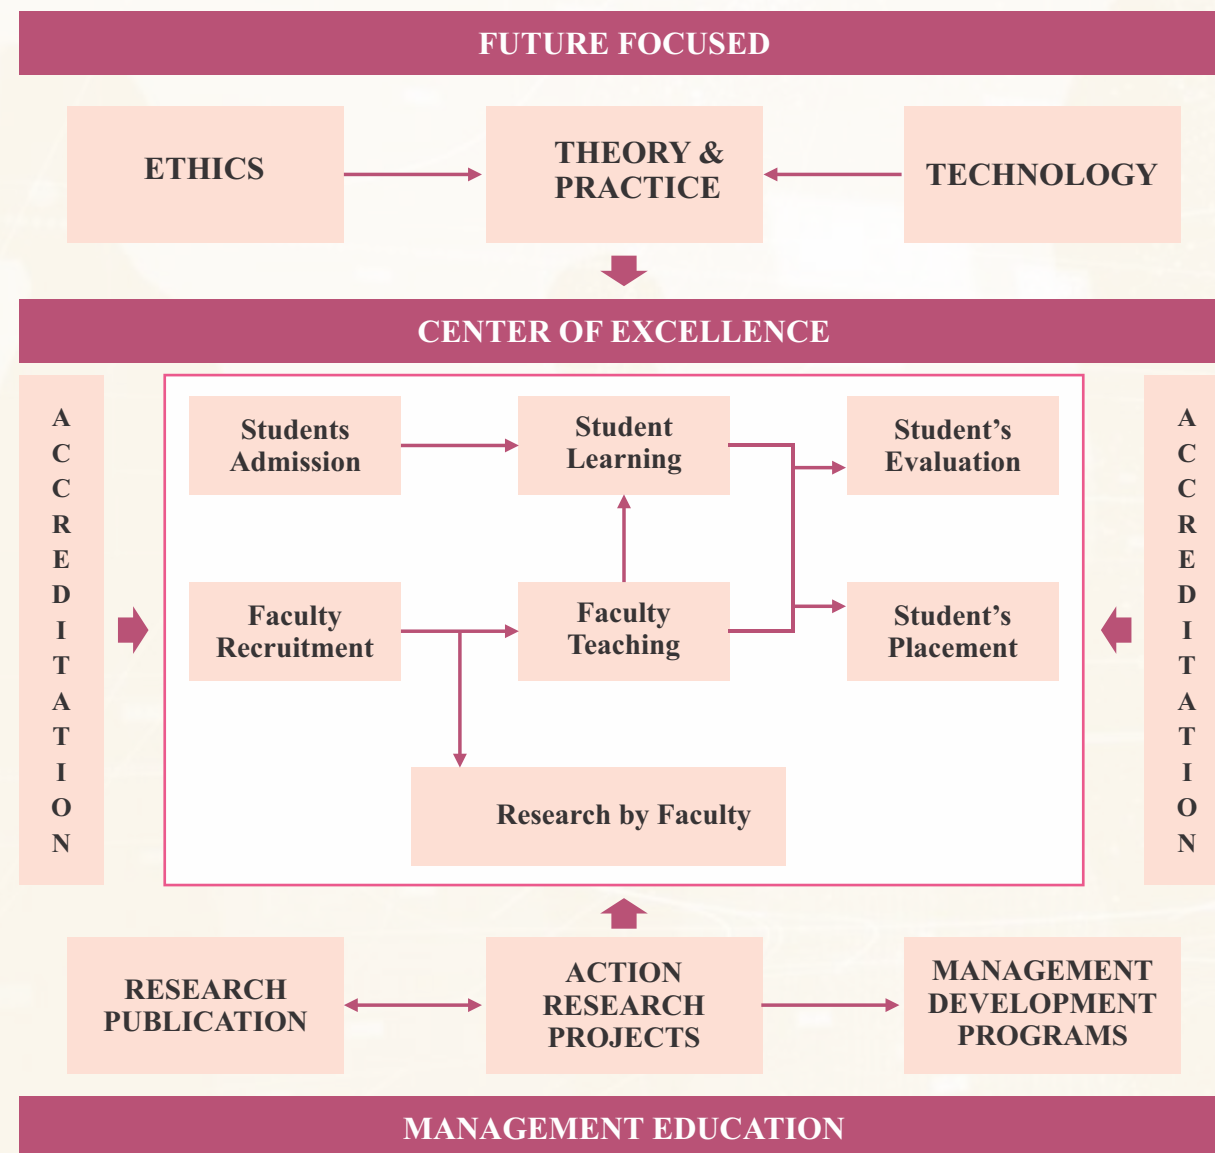 FUTURE FOCUSED
ETHICS
THEORY &
PRACTICE
TECHNOLOGY
CENTER OF EXCELLENCE
A
C
C
R
E
D
I
T
A
T
I
O
N
Students
Admission
Student
Learning
Student’s
Evaluation
Faculty
Recruitment
Faculty
Teaching
Student’s
Placement
Research by Faculty
A
C
C
R
E
D
I
T
A
T
I
O
N
RESEARCH
PUBLICATION
ACTION
RESEARCH
PROJECTS
MANAGEMENT
DEVELOPMENT
PROGRAMS
MANAGEMENT EDUCATION